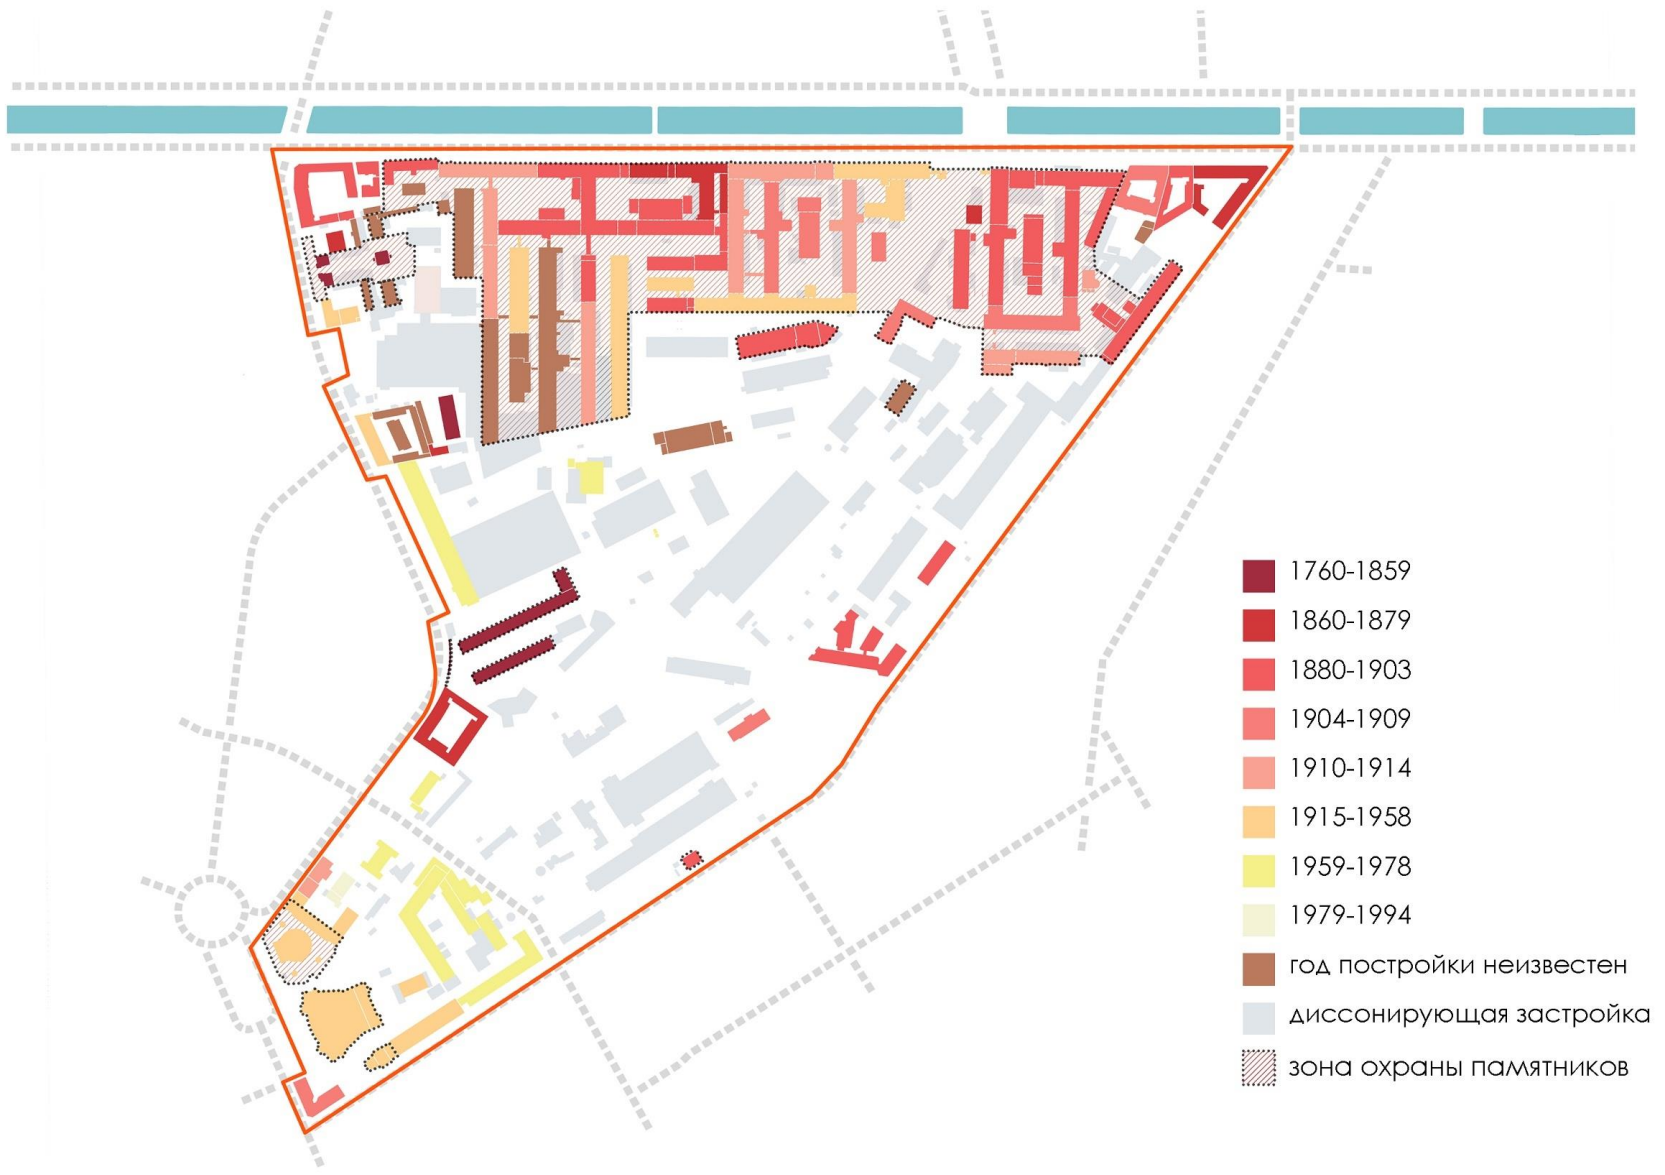 1760-1859
1860-1879
1880-1903
1904-1909
1910-1914
1915-1958
1959-1978
1979-1994
год постройки неизвестен
диссонирующая застройка
зона охраны памятников